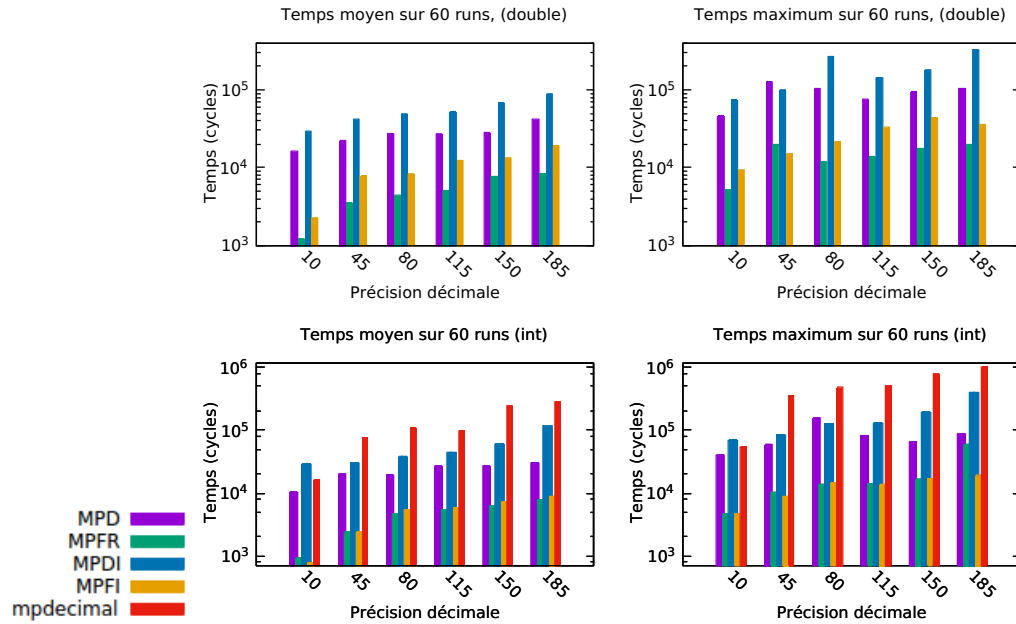 Temps moyen sur 60 runs, (double)
Temps (cycles)
10^5
10^4
10^3
10 45 80 115 150 185
Précision décimale
Temps maximum sur 60 runs, (double)
Temps (cycles)
10^5
10^4
10^3
10 45 80 115 150 185
Précision décimale
Temps moyen sur 60 runs (int)
Temps (cycles)
10^6
10^5
10^4
10^3
10 45 80 115 150 185
Précision décimale
Temps maximum sur 60 runs (int)
Temps (cycles)
10^6
10^5
10^4
10^3
10 45 80 115 150 185
Précision décimale
MPD
MPFR
MPDI
MPFI
mpdecimal